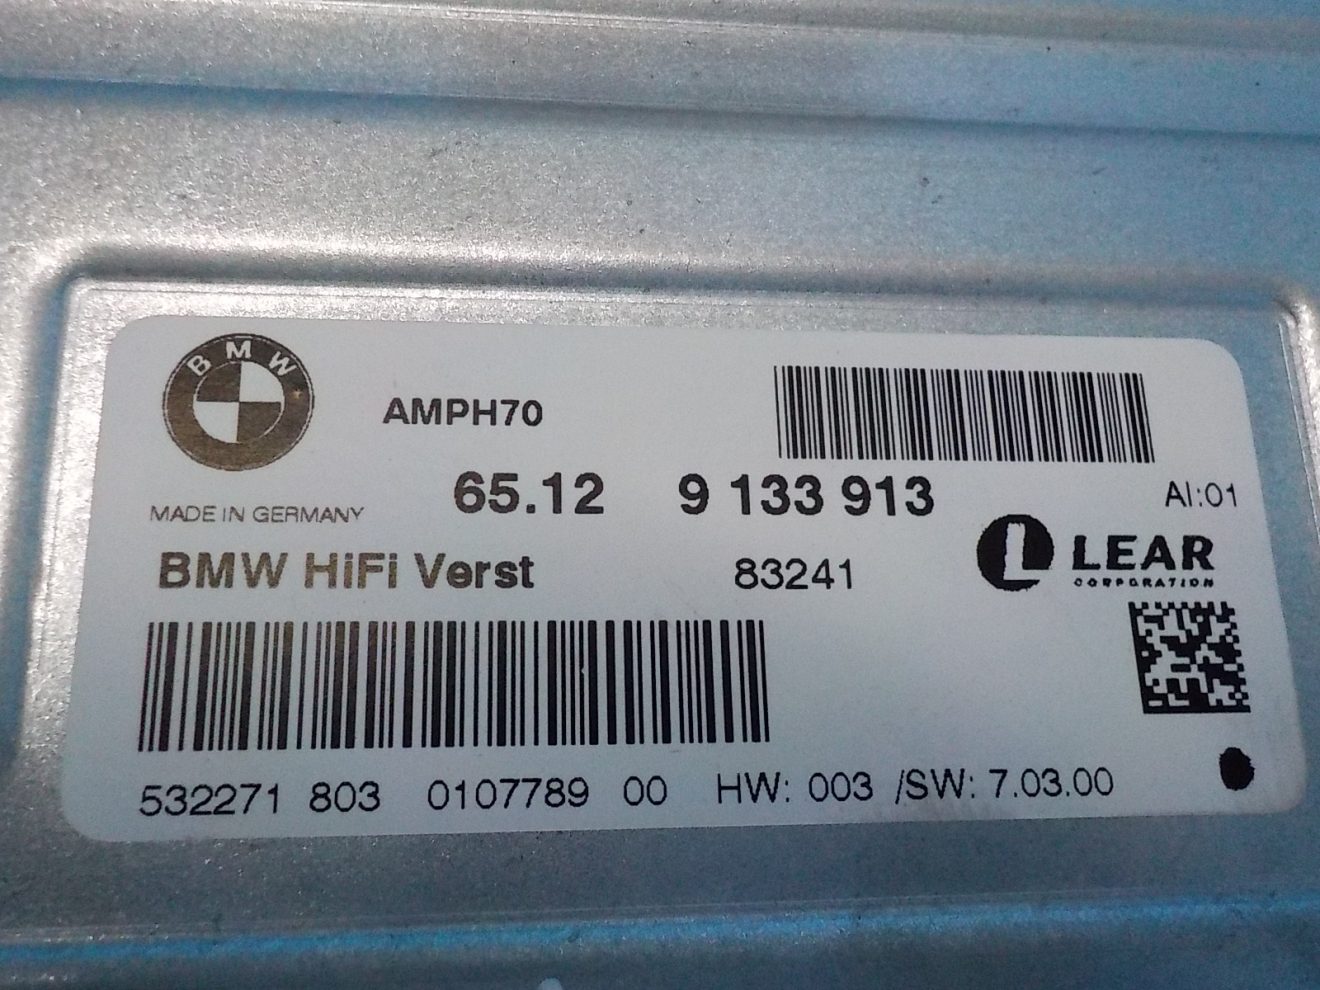 BMW
AMPH70
65.12 9 133 913
MADE IN GERMANY
AI:01
BMW HiFi Verst
83241
L LEAR
CORPORATION
532271 803 0107789 00 HW: 003 /SW: 7.03.00